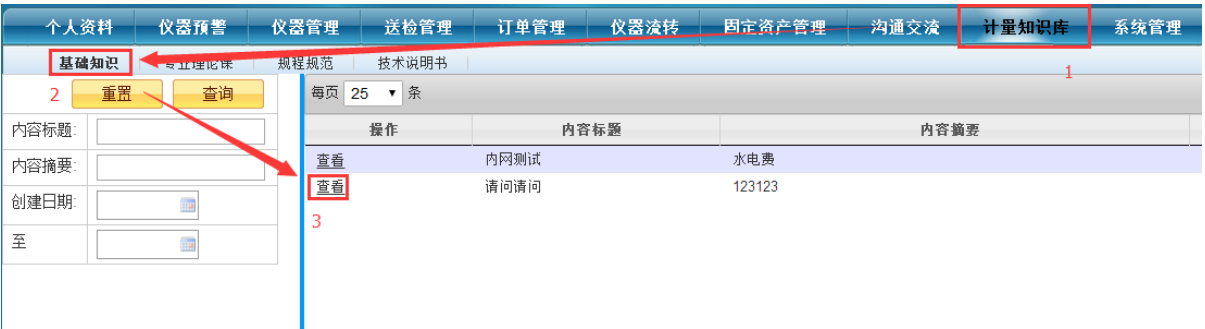 个人资料 仪器预警 仪器管理 送检管理 订单管理 仪器流转 固定资产管理 沟通交流 计量知识库 系统管理
基础知识 专业理论课 规程规范 技术说明书
1
2 重置 查询 每页 25 条
内容标题: 操作 内容标题 内容摘要
内容摘要: 查看 内网测试 水电费
查看 请问请问 123123
创建日期:
3
至